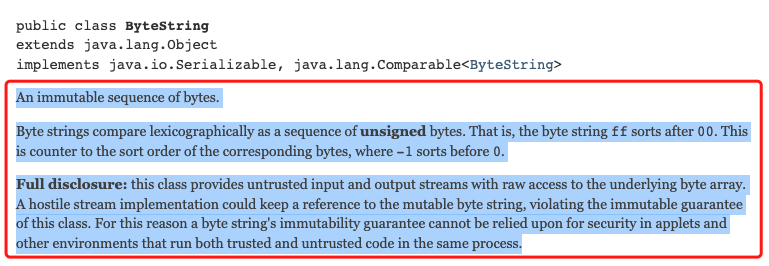 public class ByteString
extends java.lang.Object
implements java.io.Serializable, java.lang.Comparable<ByteString>
An immutable sequence of bytes.
Byte strings compare lexicographically as a sequence of unsigned bytes. That is, the byte string ff sorts after 00. This
is counter to the sort order of the corresponding bytes, where -1 sorts before 0.
Full disclosure: this class provides untrusted input and output streams with raw access to the underlying byte array.
A hostile stream implementation could keep a reference to the mutable byte string, violating the immutable guarantee
of this class. For this reason a byte string's immutability guarantee cannot be relied upon for security in applets and
other environments that run both trusted and untrusted code in the same process.